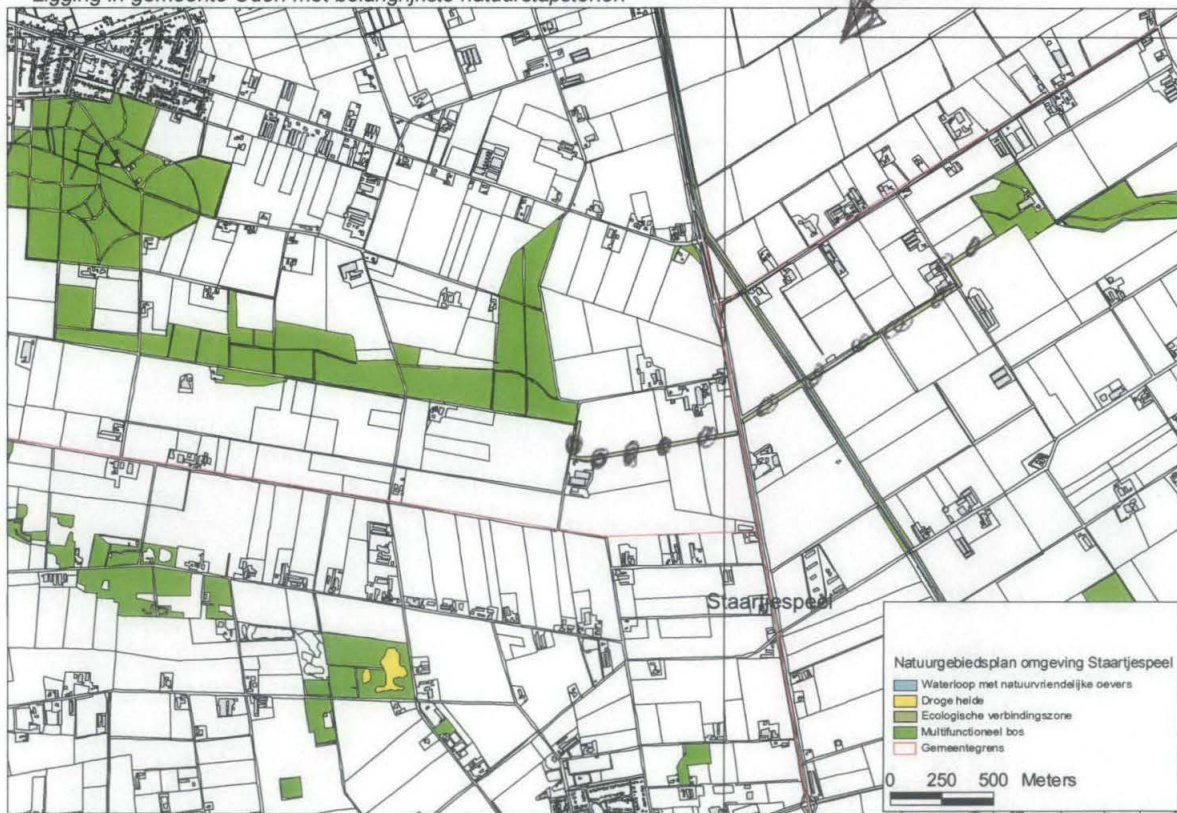 Ligging in gemeente Uden met belangrijkste natuurstapstenen
Staartjespeel
Natuurgebiedsplan omgeving Staartjespeel
Waterloop met natuurvriendelijke oevers
Droge heide
Ecologische verbindingszone
Multifunctioneel bos
Gemeentegrens
0 250 500 Meters